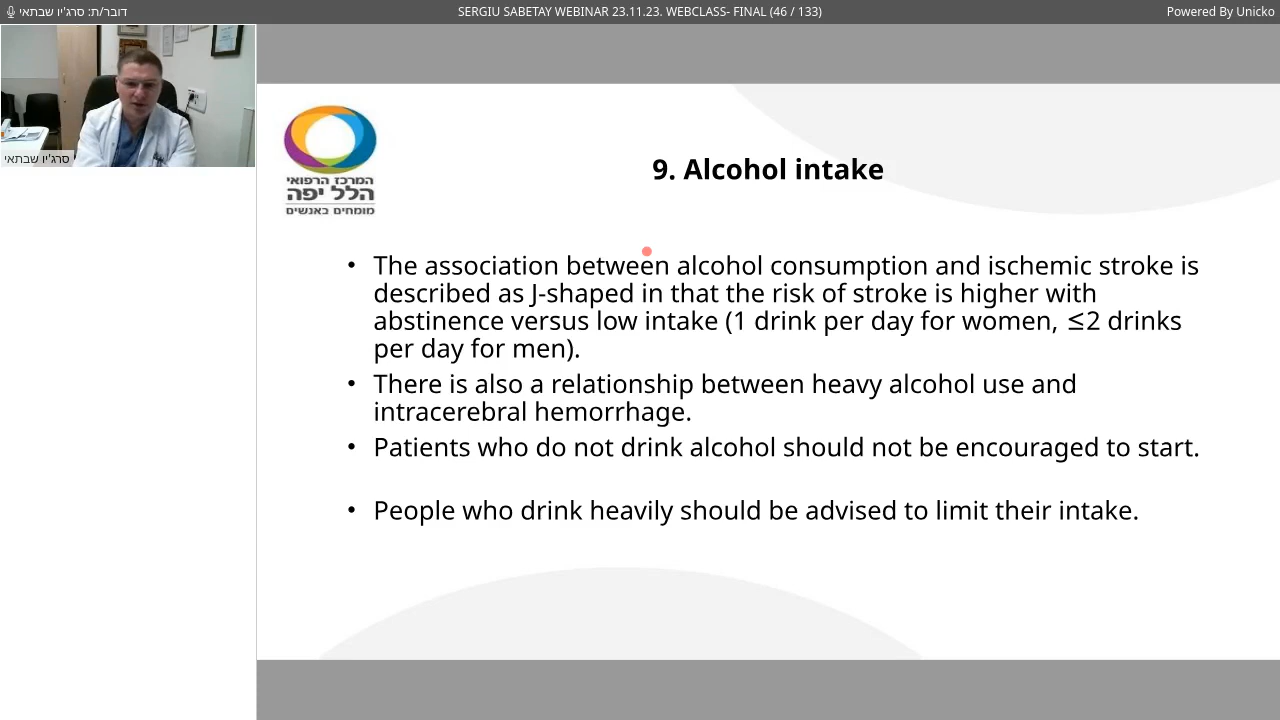 דובר/ת: סרג'יו שבתאי
SERGIU SABETAY WEBINAR 23.11.23. WEBCLASS- FINAL (46 / 133)
Powered By Unicko
סרג'יו שבתאי
המרכז הרפואי
הלל יפה
מומחים באנשים
9. Alcohol intake
• The association between alcohol consumption and ischemic stroke is
described as J-shaped in that the risk of stroke is higher with
abstinence versus low intake (1 drink per day for women, ≤2 drinks
per day for men).
• There is also a relationship between heavy alcohol use and
intracerebral hemorrhage.
• Patients who do not drink alcohol should not be encouraged to start.
• People who drink heavily should be advised to limit their intake.